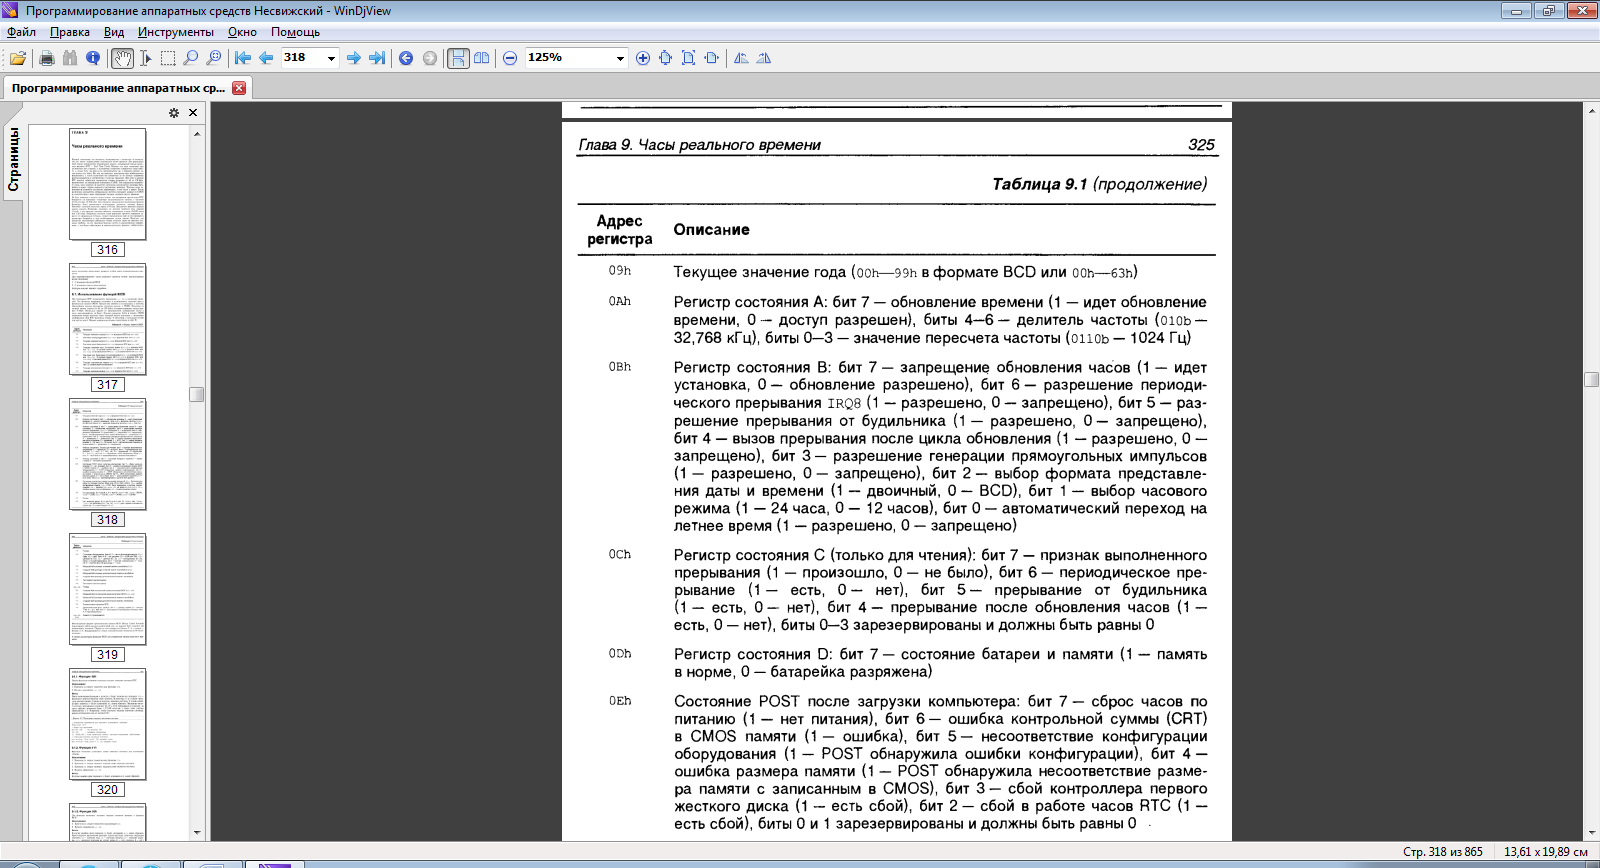 Программирование аппаратных средств Несвижский - WinDjView
Файл Правка Вид Инструменты Окно Помощь
318 125%
Программирование аппаратных ср...
Страницы
Часы реального времени
316
317
318
319
320
Глава 9. Часы реального времени 325
Таблица 9.1 (продолжение)
Адрес регистра Описание
09h Текущее значение года (00h—99h в формате BCD или 00h—63h)
0Ah Регистр состояния A: бит 7 — обновление времени (1 — идет обновление
времени, 0 — доступ разрешен), биты 4—6 — делитель частоты (010b —
32,768 кГц), биты 0—3 — значение пересчета частоты (0110b — 1024 Гц)
0Bh Регистр состояния B: бит 7 — запрещение обновления часов (1 — идет
установка, 0 — обновление разрешено), бит 6 — разрешение периоди-
ческого прерывания IRQ8 (1 — разрешено, 0 — запрещено), бит 5 — раз-
решение прерывания от будильника (1 — разрешено, 0 — запрещено),
бит 4 — вызов прерывания после цикла обновления (1 — разрешено, 0 —
запрещено), бит 3 — разрешение генерации прямоугольных импульсов
(1 — разрешено, 0 — запрещено), бит 2 — выбор формата представле-
ния даты и времени (1 — двоичный, 0 — BCD), бит 1 — выбор часового
режима (1 — 24 часа, 0 — 12 часов), бит 0 — автоматический переход на
летнее время (1 — разрешено, 0 — запрещено)
0Ch Регистр состояния C (только для чтения): бит 7 — признак выполненного
прерывания (1 — произошло, 0 — не было), бит 6 — периодическое пре-
рывание (1 — есть, 0 — нет), бит 5 — прерывание от будильника
(1 — есть, 0 — нет), бит 4 — прерывание после обновления часов (1 —
есть, 0 — нет), биты 0—3 зарезервированы и должны быть равны 0
0Dh Регистр состояния D: бит 7 — состояние батареи и памяти (1 — память
в норме, 0 — батарейка разряжена)
0Eh Состояние POST после загрузки компьютера: бит 7 — сброс часов по
питанию (1 — нет питания), бит 6 — ошибка контрольной суммы (CRT)
в CMOS памяти (1 — ошибка), бит 5 — несоответствие конфигурации
оборудования (1 — POST обнаружила ошибки конфигурации), бит 4 —
ошибка размера памяти (1 — POST обнаружила несоответствие разме-
ра памяти с записанным в CMOS), бит 3 — сбой контроллера первого
жесткого диска (1 — есть сбой), бит 2 — сбой в работе часов RTC (1 —
есть сбой), биты 0 и 1 зарезервированы и должны быть равны 0
Стр. 318 из 865 13,61 x 19,89 см